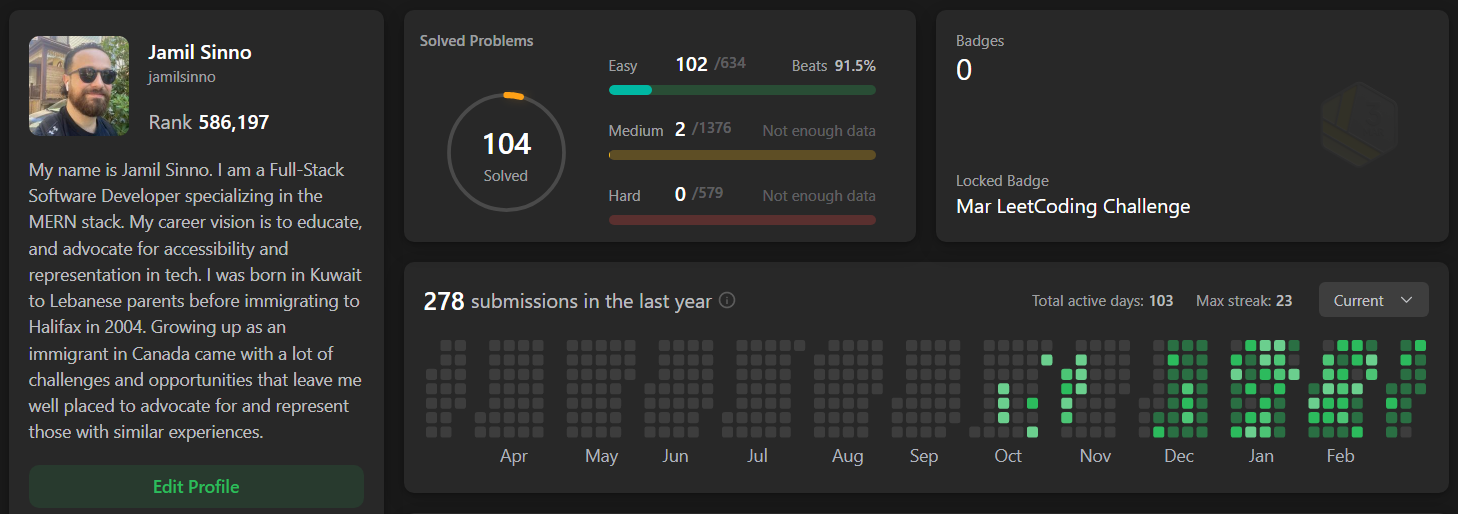 Jamil Sinno
jamilsinno
Rank 586,197
My name is Jamil Sinno. I am a Full-Stack
Software Developer specializing in the
MERN stack. My career vision is to educate,
and advocate for accessibility and
representation in tech. I was born in Kuwait
to Lebanese parents before immigrating to
Halifax in 2004. Growing up as an
immigrant in Canada came with a lot of
challenges and opportunities that leave me
well placed to advocate for and represent
those with similar experiences.
Edit Profile
Solved Problems
104
Solved
Easy 102 /634 Beats 91.5%
Medium 2 /1376 Not enough data
Hard 0 /579 Not enough data
Badges
0
Locked Badge
Mar LeetCoding Challenge
278 submissions in the last year Total active days: 103 Max streak: 23 Current
Apr May Jun Jul Aug Sep Oct Nov Dec Jan Feb